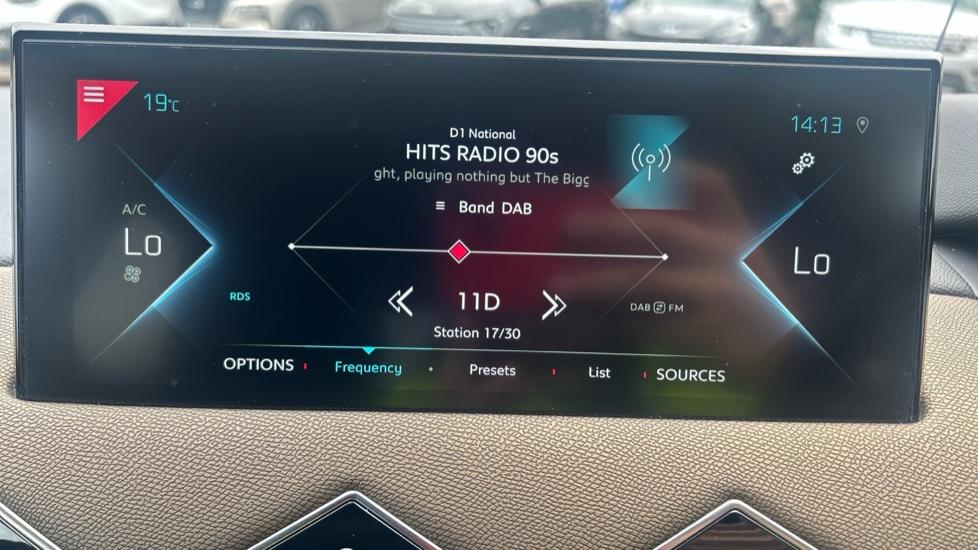 19°C
14:13
D1 National
HITS RADIO 90s
ght, playing nothing but The Bigg
Band DAB
A/C
Lo
Lo
RDS
11D
DAB FM
Station 17/30
OPTIONS Frequency Presets List SOURCES